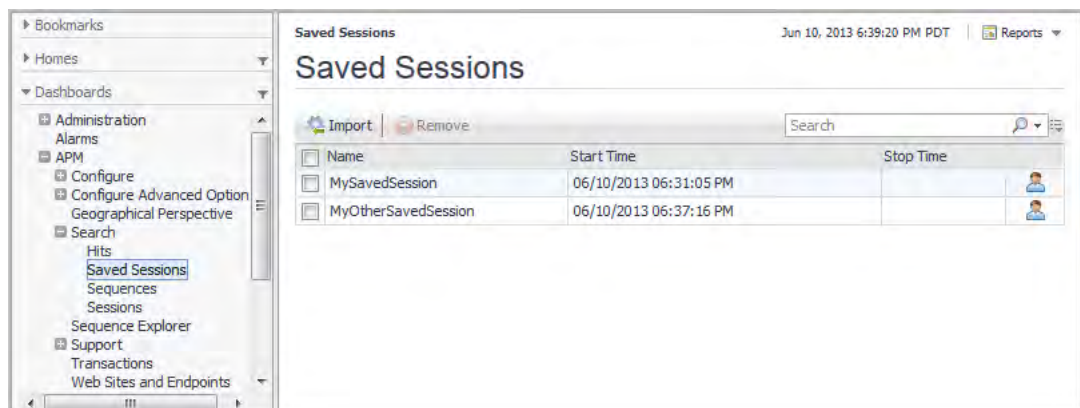 Bookmarks
Homes
Dashboards
Administration
Alarms
APM
Configure
Configure Advanced Option
Geographical Perspective
Search
Hits
Saved Sessions
Sequences
Sessions
Sequence Explorer
Support
Transactions
Web Sites and Endpoints
Saved Sessions
Jun 10, 2013 6:39:20 PM PDT
Reports
Saved Sessions
Import
Remove
Search
Name Start Time Stop Time
MySavedSession 06/10/2013 06:31:05 PM
MyOtherSavedSession 06/10/2013 06:37:16 PM